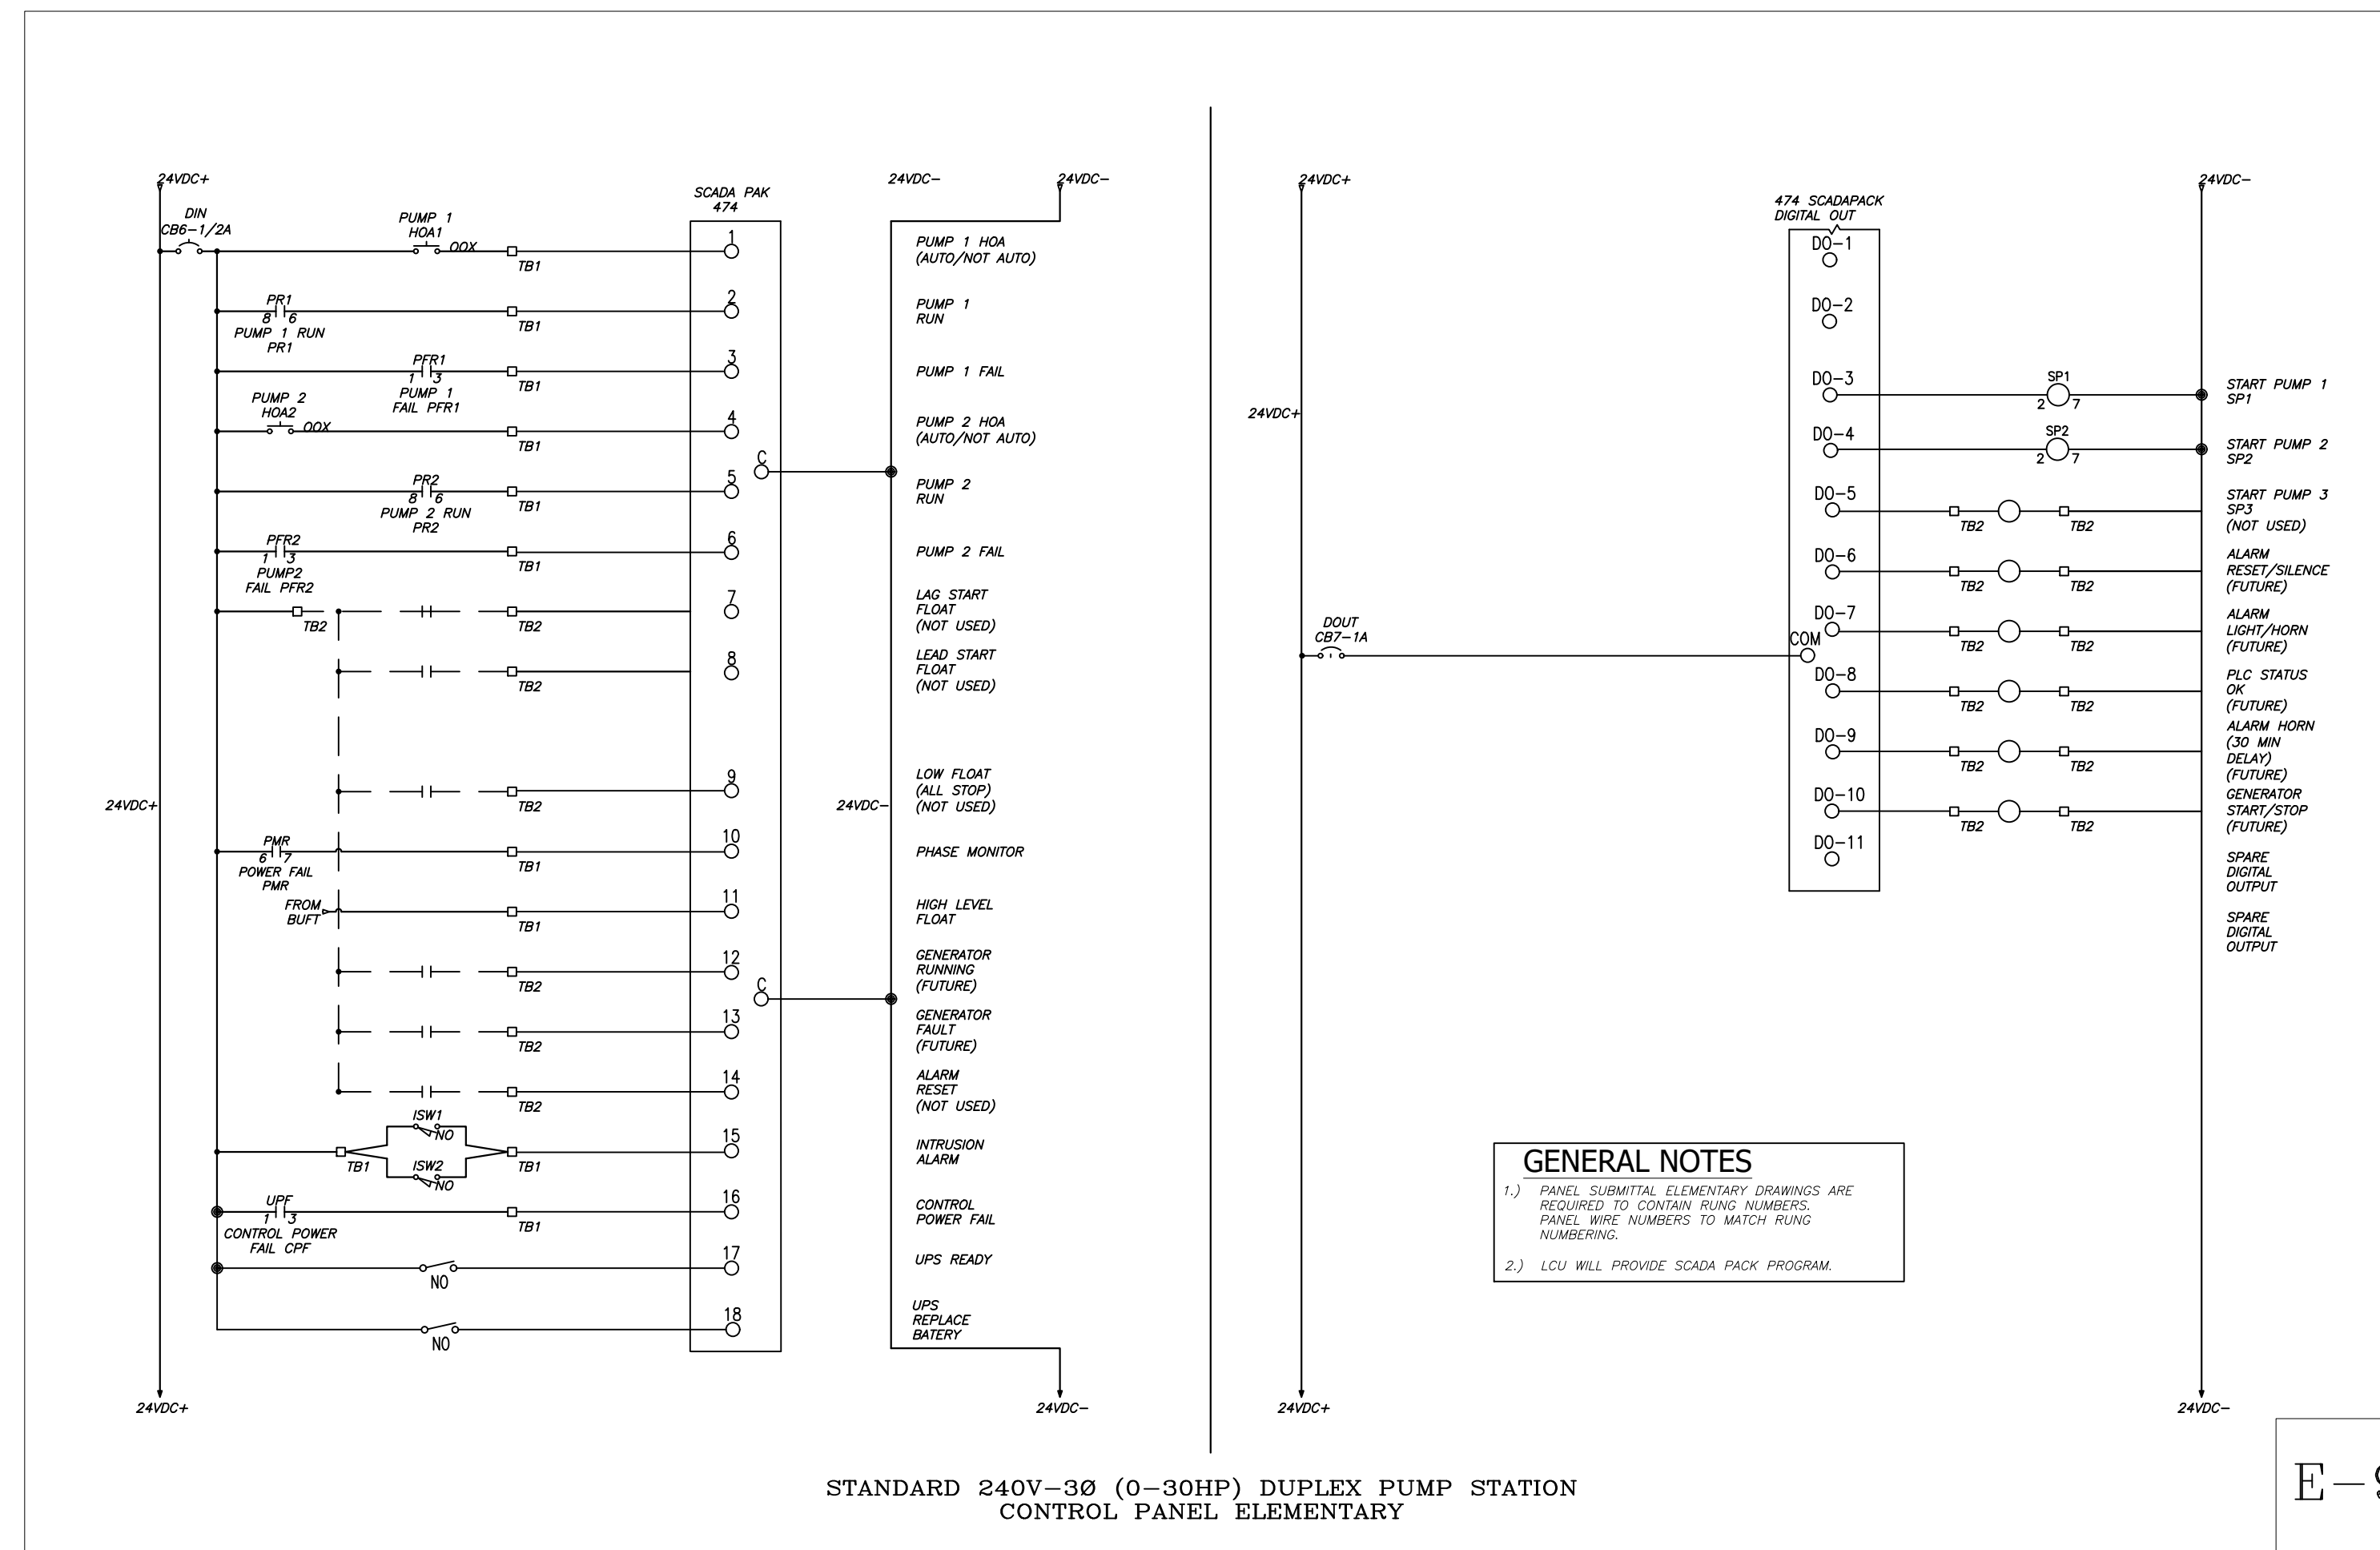 24VDC+
DIN
CB6-1/2A
PUMP 1
HOA1
OOX
TB1
PR1
8 6
PUMP 1 RUN
PR1
TB1
PFR1
1 3
PUMP 1
FAIL PFR1
TB1
PUMP 2
HOA2
OOX
TB1
PR2
8 6
PUMP 2 RUN
PR2
TB1
PFR2
1 3
PUMP2
FAIL PFR2
TB1
TB2
TB2
TB2
24VDC+
TB2
PMR
6 7
POWER FAIL
PMR
TB1
FROM
BUFT
TB1
TB2
TB2
TB2
ISW1
NO
TB1
TB1
ISW2
NO
UPF
1 3
CONTROL POWER
FAIL CPF
TB1
NO
NO
24VDC+
SCADA PAK
474
1
2
3
4
C
5
6
7
8
9
10
11
12
C
13
14
15
16
17
18
24VDC-
24VDC-
PUMP 1 HOA
(AUTO/NOT AUTO)
PUMP 1
RUN
PUMP 1 FAIL
PUMP 2 HOA
(AUTO/NOT AUTO)
PUMP 2
RUN
PUMP 2 FAIL
LAG START
FLOAT
(NOT USED)
LEAD START
FLOAT
(NOT USED)
24VDC-
LOW FLOAT
(ALL STOP)
(NOT USED)
PHASE MONITOR
HIGH LEVEL
FLOAT
GENERATOR
RUNNING
(FUTURE)
GENERATOR
FAULT
(FUTURE)
ALARM
RESET
(NOT USED)
INTRUSION
ALARM
CONTROL
POWER FAIL
UPS READY
UPS
REPLACE
BATERY
24VDC-
24VDC+
24VDC+
DOUT
CB7-1A
24VDC+
474 SCADAPACK
DIGITAL OUT
DO-1
DO-2
DO-3
DO-4
DO-5
DO-6
DO-7
COM
DO-8
DO-9
DO-10
DO-11
SP1
2 7
SP2
2 7
TB2 TB2
TB2 TB2
TB2 TB2
TB2 TB2
TB2 TB2
TB2 TB2
24VDC-
START PUMP 1
SP1
START PUMP 2
SP2
START PUMP 3
SP3
(NOT USED)
ALARM
RESET/SILENCE
(FUTURE)
ALARM
LIGHT/HORN
(FUTURE)
PLC STATUS
OK
(FUTURE)
ALARM HORN
(30 MIN
DELAY)
(FUTURE)
GENERATOR
START/STOP
(FUTURE)
SPARE
DIGITAL
OUTPUT
SPARE
DIGITAL
OUTPUT
24VDC-
GENERAL NOTES
1.) PANEL SUBMITTAL ELEMENTARY DRAWINGS ARE
REQUIRED TO CONTAIN RUNG NUMBERS.
PANEL WIRE NUMBERS TO MATCH RUNG
NUMBERING.
2.) LCU WILL PROVIDE SCADA PACK PROGRAM.
STANDARD 240V-3Ø (0-30HP) DUPLEX PUMP STATION
CONTROL PANEL ELEMENTARY
E-